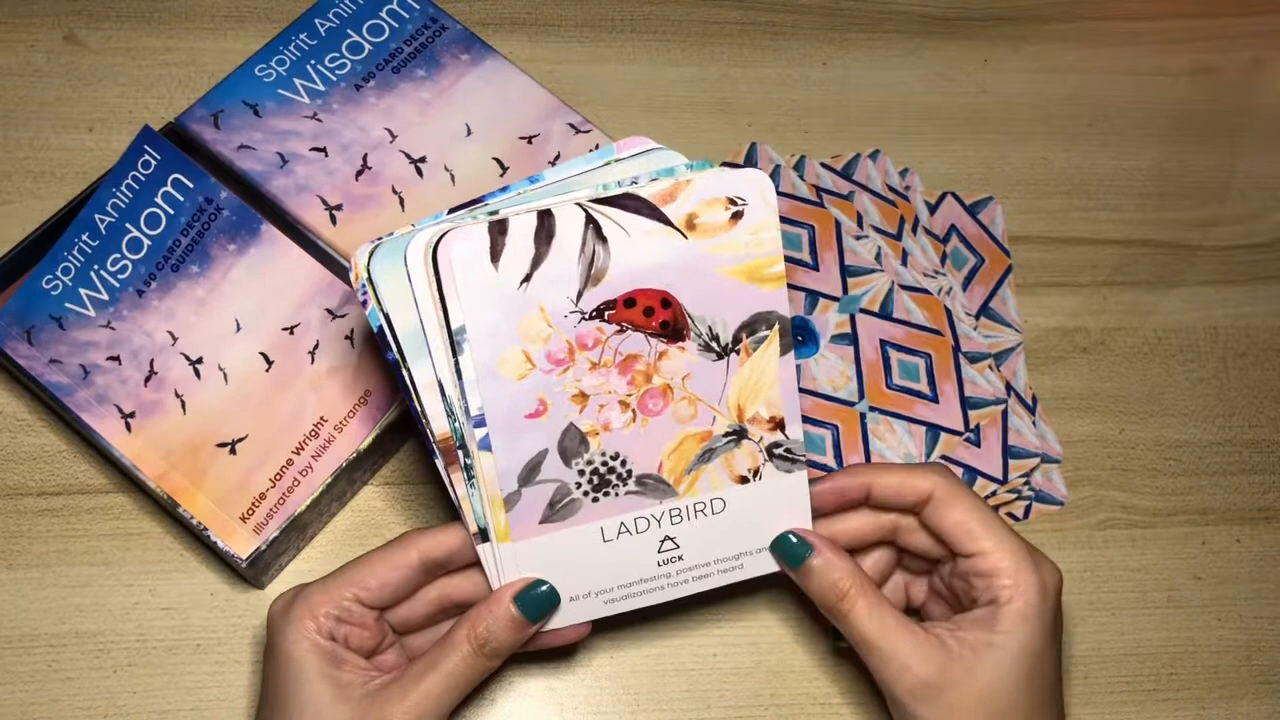 Spirit Anim
Wisdom
A 50 CARD DECK &
GUIDEBOOK
Spirit Animal
Wisdom
A 50 CARD DECK &
GUIDEBOOK
Katie-Jane Wright
Illustrated by Nikki Strange
LADYBIRD
LUCK
All of your manifesting, positive thoughts and
visualizations have been heard